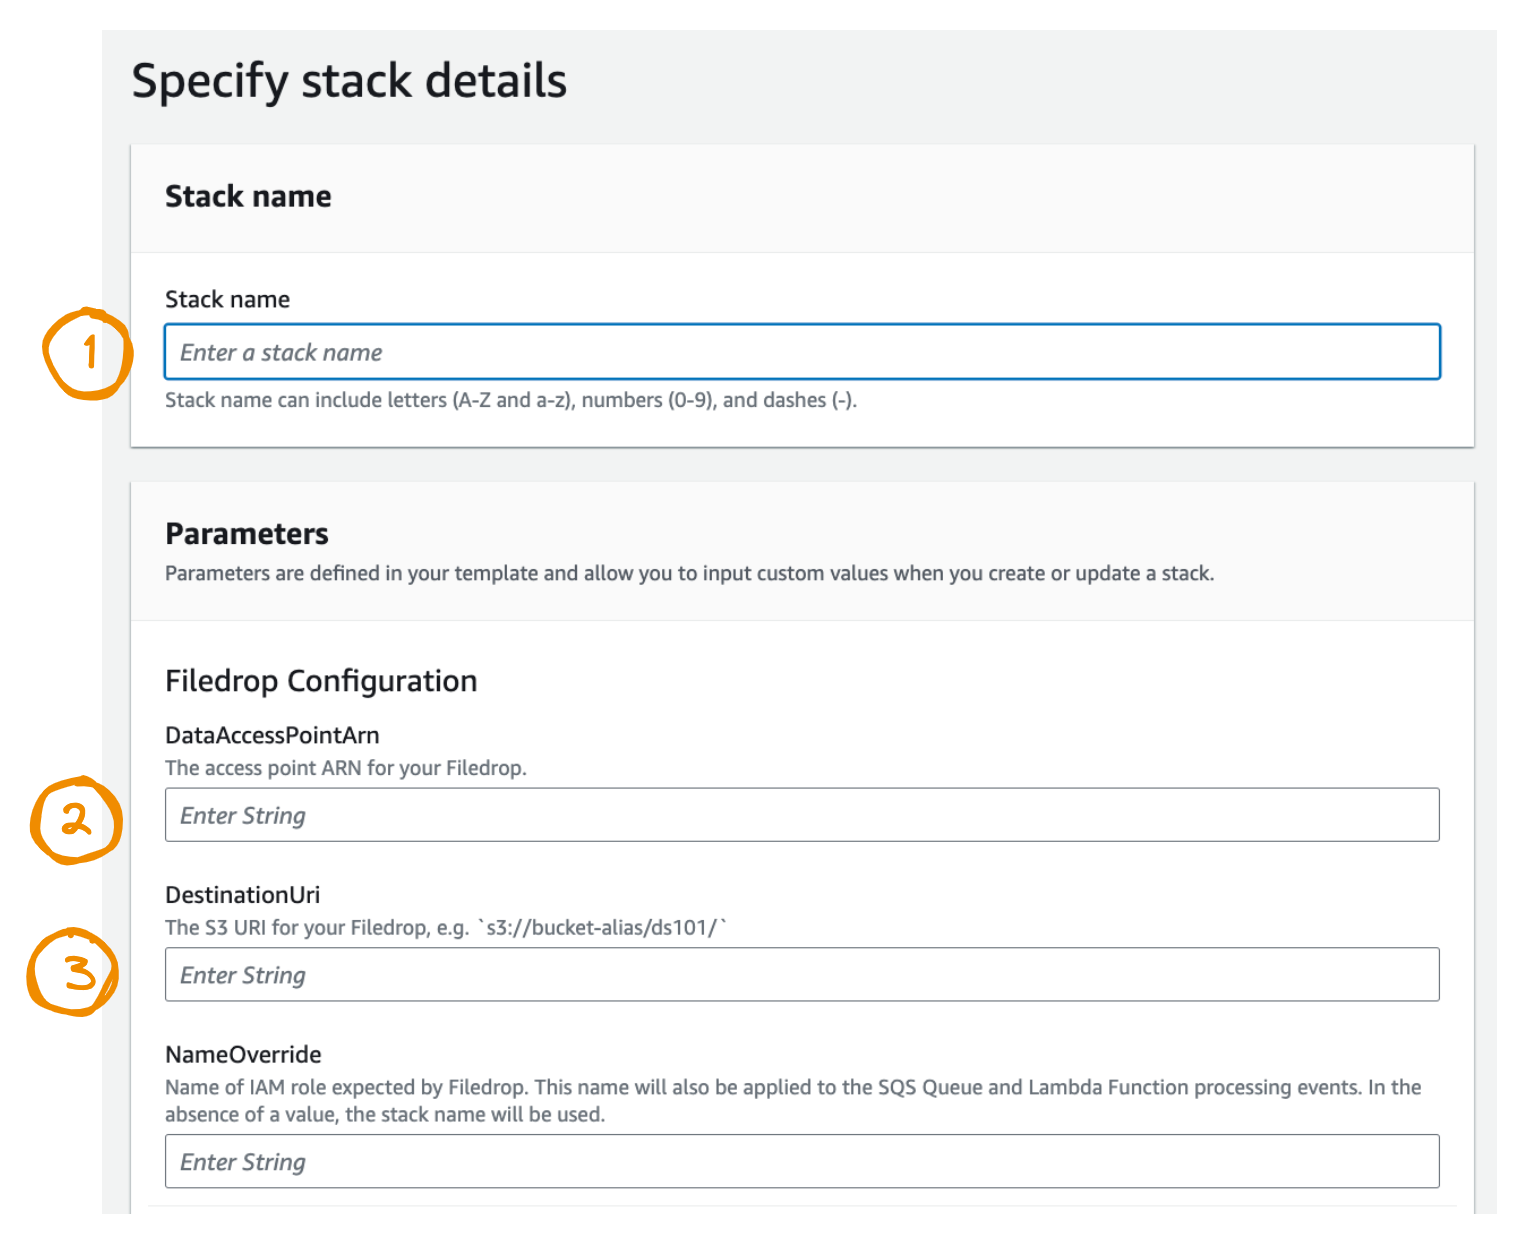 Specify stack details
Stack name
Stack name
1
Enter a stack name
Stack name can include letters (A-Z and a-z), numbers (0-9), and dashes (-).
Parameters
Parameters are defined in your template and allow you to input custom values when you create or update a stack.
Filedrop Configuration
DataAccessPointArn
The access point ARN for your Filedrop.
2
Enter String
DestinationUri
The S3 URI for your Filedrop, e.g. `s3://bucket-alias/ds101/`
3
Enter String
NameOverride
Name of IAM role expected by Filedrop. This name will also be applied to the SQS Queue and Lambda Function processing events. In the
absence of a value, the stack name will be used.
Enter String